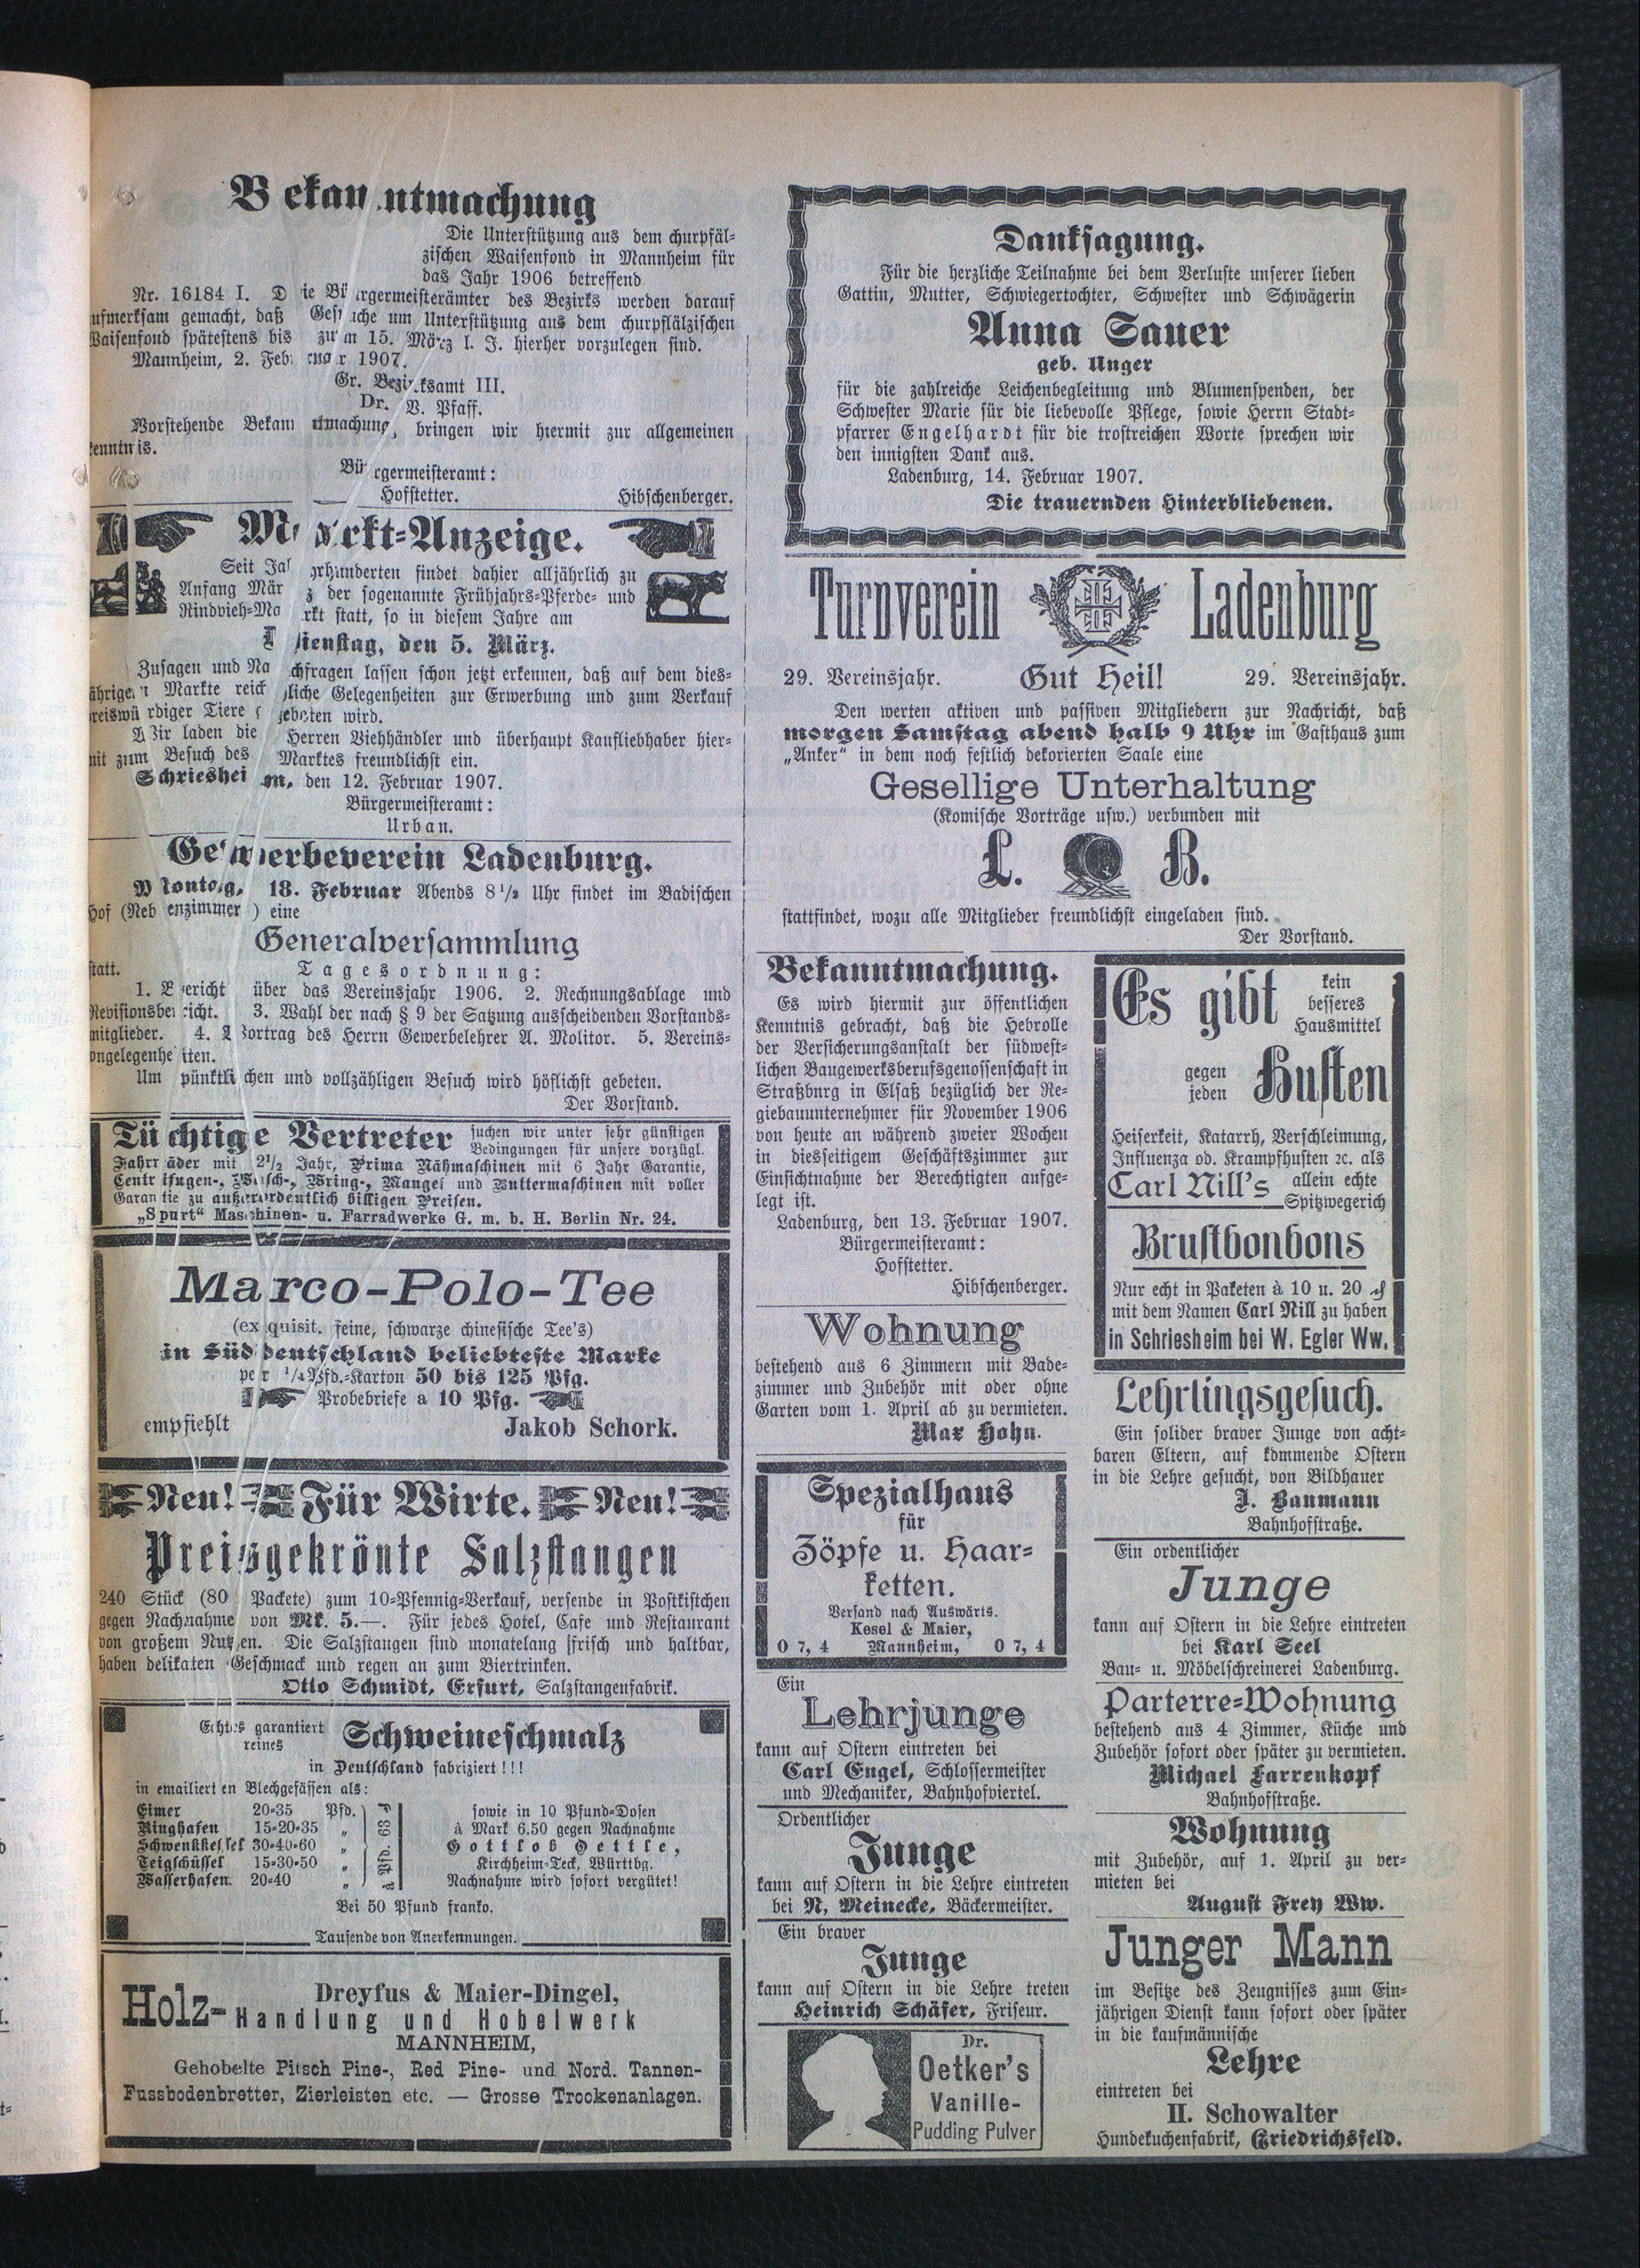 Bekanntmachung
Die Unterstützung aus dem churpfäl-
zischen Waisenfond in Mannheim für
das Jahr 1906 betreffend
Nr. 16184 I. Die Bürgermeisterämter des Bezirks werden darauf
ufmerksam gemacht, daß Gesuche um Unterstützung aus dem churpflälzischen
Waisenfond spätestens bis zum 15. März l. J. hierher vorzulegen sind.
Mannheim, 2. Februar 1907.
Gr. Bezirksamt III.
Dr. V. Pfaff.
Vorstehende Bekanntmachung, bringen wir hiermit zur allgemeinen
kenntnis.
Bürgermeisteramt:
Hofstetter. Hibschenberger.
Markt-Anzeige.
Seit Jahrhunderten findet dahier alljährlich zu
Anfang März der sogenannte Frühjahrs-Pferde- und
Rindvieh-Markt statt, so in diesem Jahre am
Dienstag, den 5. März.
Zusagen und Nachfragen lassen schon jetzt erkennen, daß auf dem dies-
ährigen Markte reichliche Gelegenheiten zur Erwerbung und zum Verkauf
preiswürdiger Tiere geboten wird.
Wir laden die Herren Viehhändler und überhaupt Kaufliebhaber hier-
mit zum Besuch des Marktes freundlichst ein.
Schriesheim, den 12. Februar 1907.
Bürgermeisteramt:
Urban.
Gewerbeverein Ladenburg.
Montag, 18. Februar Abends 8 1/2 Uhr findet im Badischen
Hof (Nebenzimmer) eine
Generalversammlung
statt. Tagesordnung:
1. Bericht über das Vereinsjahr 1906. 2. Rechnungsablage und
Revisionsbericht. 3. Wahl der nach § 9 der Satzung ausscheidenden Vorstands-
mitglieder. 4. Vortrag des Herrn Gewerbelehrer A. Molitor. 5. Vereins-
angelegenheiten.
Um pünktlichen und vollzähligen Besuch wird höflichst gebeten.
Der Vorstand.
Tüchtige Vertreter suchen wir unter sehr günstigen
Bedingungen für unsere vorzügl.
Fahrräder mit 2 1/2 Jahr, Prima Nähmaschinen mit 6 Jahr Garantie,
Centrifugen-, Wasch-, Wring-, Mangel und Buttermaschinen mit voller
Garantie zu außerordentlich billigen Preisen.
„Spurt“ Maschinen- u. Farradwerke G. m. b. H. Berlin Nr. 24.
Marco-Polo-Tee
(exquisit. feine, schwarze chinesische Tee's)
in Süddeutschland beliebteste Marke
per 1/4 Pfd.-Karton 50 bis 125 Pfg.
Probebriefe a 10 Pfg.
empfiehlt Jakob Schork.
Neu! Für Wirte. Neu!
Preisgekrönte Salzstangen
240 Stück (80 Packete) zum 10-Pfennig-Verkauf, versende in Postkistchen
gegen Nachnahme von Mk. 5.—. Für jedes Hotel, Cafe und Restaurant
von großem Nutzen. Die Salzstangen sind monatelang frisch und haltbar,
haben delikaten Geschmack und regen an zum Biertrinken.
Otto Schmidt, Erfurt, Salzstangenfabrik.
Echtes garantiert
reines Schweineschmalz
in Deutschland fabriziert!!!
in emailierten Blechgefässen als:
Eimer 20-35 Pfd.
Ringhafen 15-20-35 „
Schwenkkessel 30-40-60 „
Teigschüssel 15-30-50 „
Wasserhafen. 20-40 „
à Pfd. 63 ₰
sowie in 10 Pfund-Dosen
à Mark 6.50 gegen Nachnahme
Gottlob Oettle,
Kirchheim-Teck, Württbg.
Nachnahme wird sofort vergütet!
Bei 50 Pfund franko.
Tausende von Anerkennungen.
Dreyfus & Maier-Dingel,
Holz-Handlung und Hobelwerk
MANNHEIM,
Gehobelte Pitsch Pine-, Red Pine- und Nord. Tannen-
Fussbodenbretter, Zierleisten etc. — Grosse Trockenanlagen.
Danksagung.
Für die herzliche Teilnahme bei dem Verluste unserer lieben
Gattin, Mutter, Schwiegertochter, Schwester und Schwägerin
Anna Sauer
geb. Unger
für die zahlreiche Leichenbegleitung und Blumenspenden, der
Schwester Marie für die liebevolle Pflege, sowie Herrn Stadt-
pfarrer Engelhardt für die trostreichen Worte sprechen wir
den innigsten Dank aus.
Ladenburg, 14. Februar 1907.
Die trauernden Hinterbliebenen.
Turnverein Ladenburg
29. Vereinsjahr. Gut Heil! 29. Vereinsjahr.
Den werten aktiven und passiven Mitgliedern zur Nachricht, daß
morgen Samstag abend halb 9 Uhr im Gasthaus zum
„Anker“ in dem noch festlich dekorierten Saale eine
Gesellige Unterhaltung
(Komische Vorträge usw.) verbunden mit
L. B.
stattfindet, wozu alle Mitglieder freundlichst eingeladen sind.
Der Vorstand.
Bekanntmachung.
Es wird hiermit zur öffentlichen
Kenntnis gebracht, daß die Hebrolle
der Versicherungsanstalt der südwest-
lichen Baugewerksberufsgenossenschaft in
Straßburg in Elsaß bezüglich der Re-
giebauunternehmer für November 1906
von heute an während zweier Wochen
in diesseitigem Geschäftszimmer zur
Einsichtnahme der Berechtigten aufge-
legt ist.
Ladenburg, den 13. Februar 1907.
Bürgermeisteramt:
Hofstetter.
Hibschenberger.
Wohnung
bestehend aus 6 Zimmern mit Bade-
zimmer und Zubehör mit oder ohne
Garten vom 1. April ab zu vermieten.
Max Hohn.
Spezialhaus
für
Zöpfe u. Haar-
ketten.
Versand nach Auswärts.
Kesel & Maier,
O 7, 4 Mannheim, O 7, 4
Ein
Lehrjunge
kann auf Ostern eintreten bei
Carl Engel, Schlossermeister
und Mechaniker, Bahnhofviertel.
Ordentlicher
Junge
kann auf Ostern in die Lehre eintreten
bei N. Meinecke, Bäckermeister.
Ein braver
Junge
kann auf Ostern in die Lehre treten
Heinrich Schäfer, Friseur.
Dr.
Oetker's
Vanille-
Pudding Pulver
Es gibt kein
besseres
Hausmittel
gegen
jeden Husten
Heiserkeit, Katarrh, Verschleimung,
Influenza od. Krampfhusten ꝛc. als
Carl Nill's allein echte
Spitzwegerich
Brustbonbons
Nur echt in Paketen à 10 u. 20 ₰
mit dem Namen Carl Nill zu haben
in Schriesheim bei W. Egler Ww.
Lehrlingsgesuch.
Ein solider braver Junge von acht-
baren Eltern, auf kommende Ostern
in die Lehre gesucht, von Bildhauer
J. Baumann
Bahnhofstraße.
Ein ordentlicher
Junge
kann auf Ostern in die Lehre eintreten
bei Karl Seel
Bau- u. Möbelschreinerei Ladenburg.
Parterre-Wohnung
bestehend aus 4 Zimmer, Küche und
Zubehör sofort oder später zu vermieten.
Michael Farrenkopf
Bahnhofstraße.
Wohnung
mit Zubehör, auf 1. April zu ver-
mieten bei
August Frey Ww.
Junger Mann
im Besitze des Zeugnisses zum Ein-
jährigen Dienst kann sofort oder später
in die kaufmännische
Lehre
eintreten bei
II. Schowalter
Hundekuchenfabrik, Friedrichsfeld.